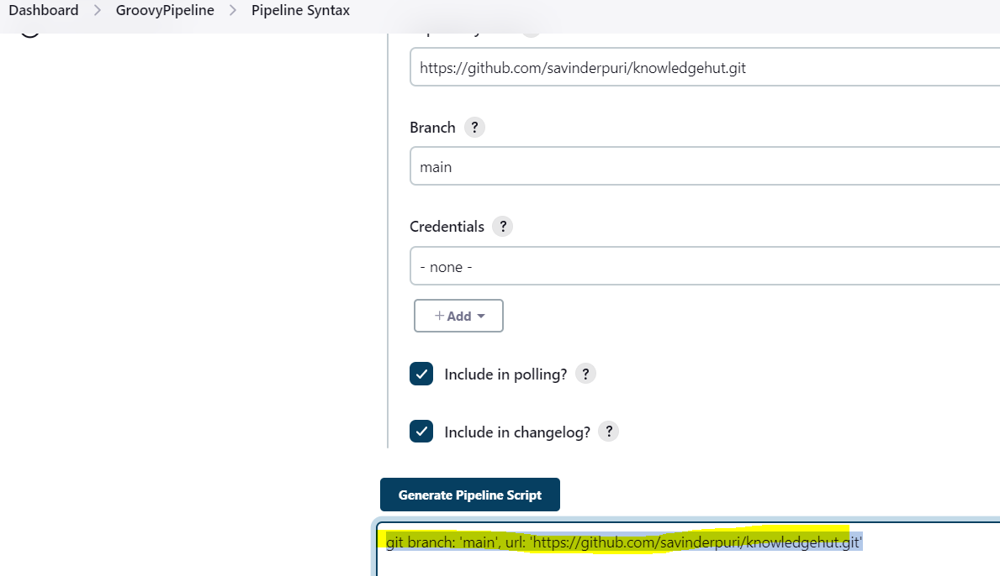 Dashboard > GroovyPipeline > Pipeline Syntax
https://github.com/savinderpuri/knowledgehut.git
Branch ?
main
Credentials ?
- none -
+ Add
Include in polling? ?
Include in changelog? ?
Generate Pipeline Script
git branch: 'main', url: 'https://github.com/savinderpuri/knowledgehut.git'